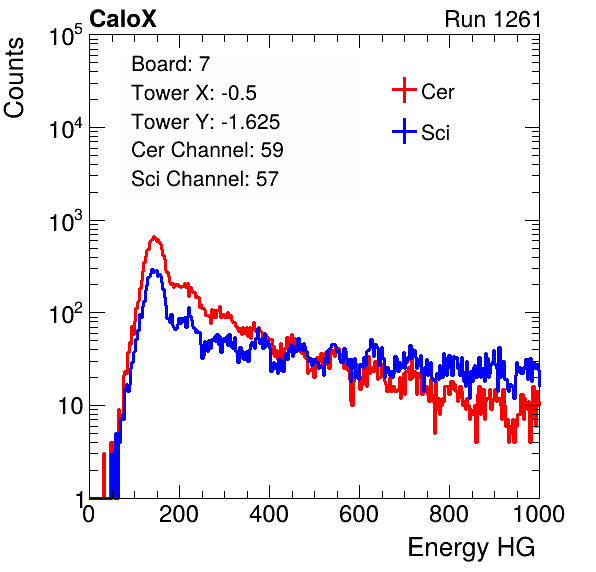 CaloX Run 1261
Counts
10^5
10^4
10^3
10^2
10
1
Board: 7
Tower X: -0.5
Tower Y: -1.625
Cer Channel: 59
Sci Channel: 57
Cer
Sci
0 200 400 600 800 1000
Energy HG